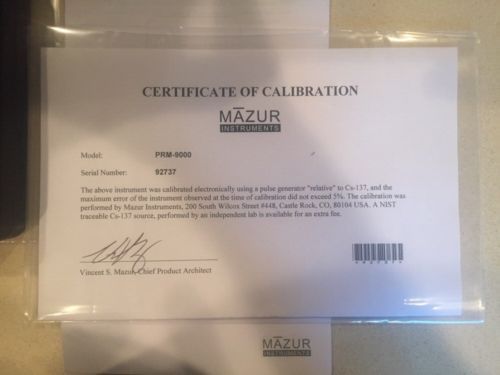 CERTIFICATE OF CALIBRATION
MĀZUR
INSTRUMENTS
Model: PRM-9000
Serial Number: 92737
The above instrument was calibrated electronically using a pulse generator "relative" to Cs-137, and the
maximum error of the instrument observed at the time of calibration did not exceed 5%. The calibration was
performed by Mazur Instruments, 200 South Wilcox Street #448, Castle Rock, CO, 80104 USA. A NIST
traceable Cs-137 source, performed by an independent lab is available for an extra fee.
Vincent S. Mazur, Chief Product Architect
MĀZUR
INSTRUMENTS